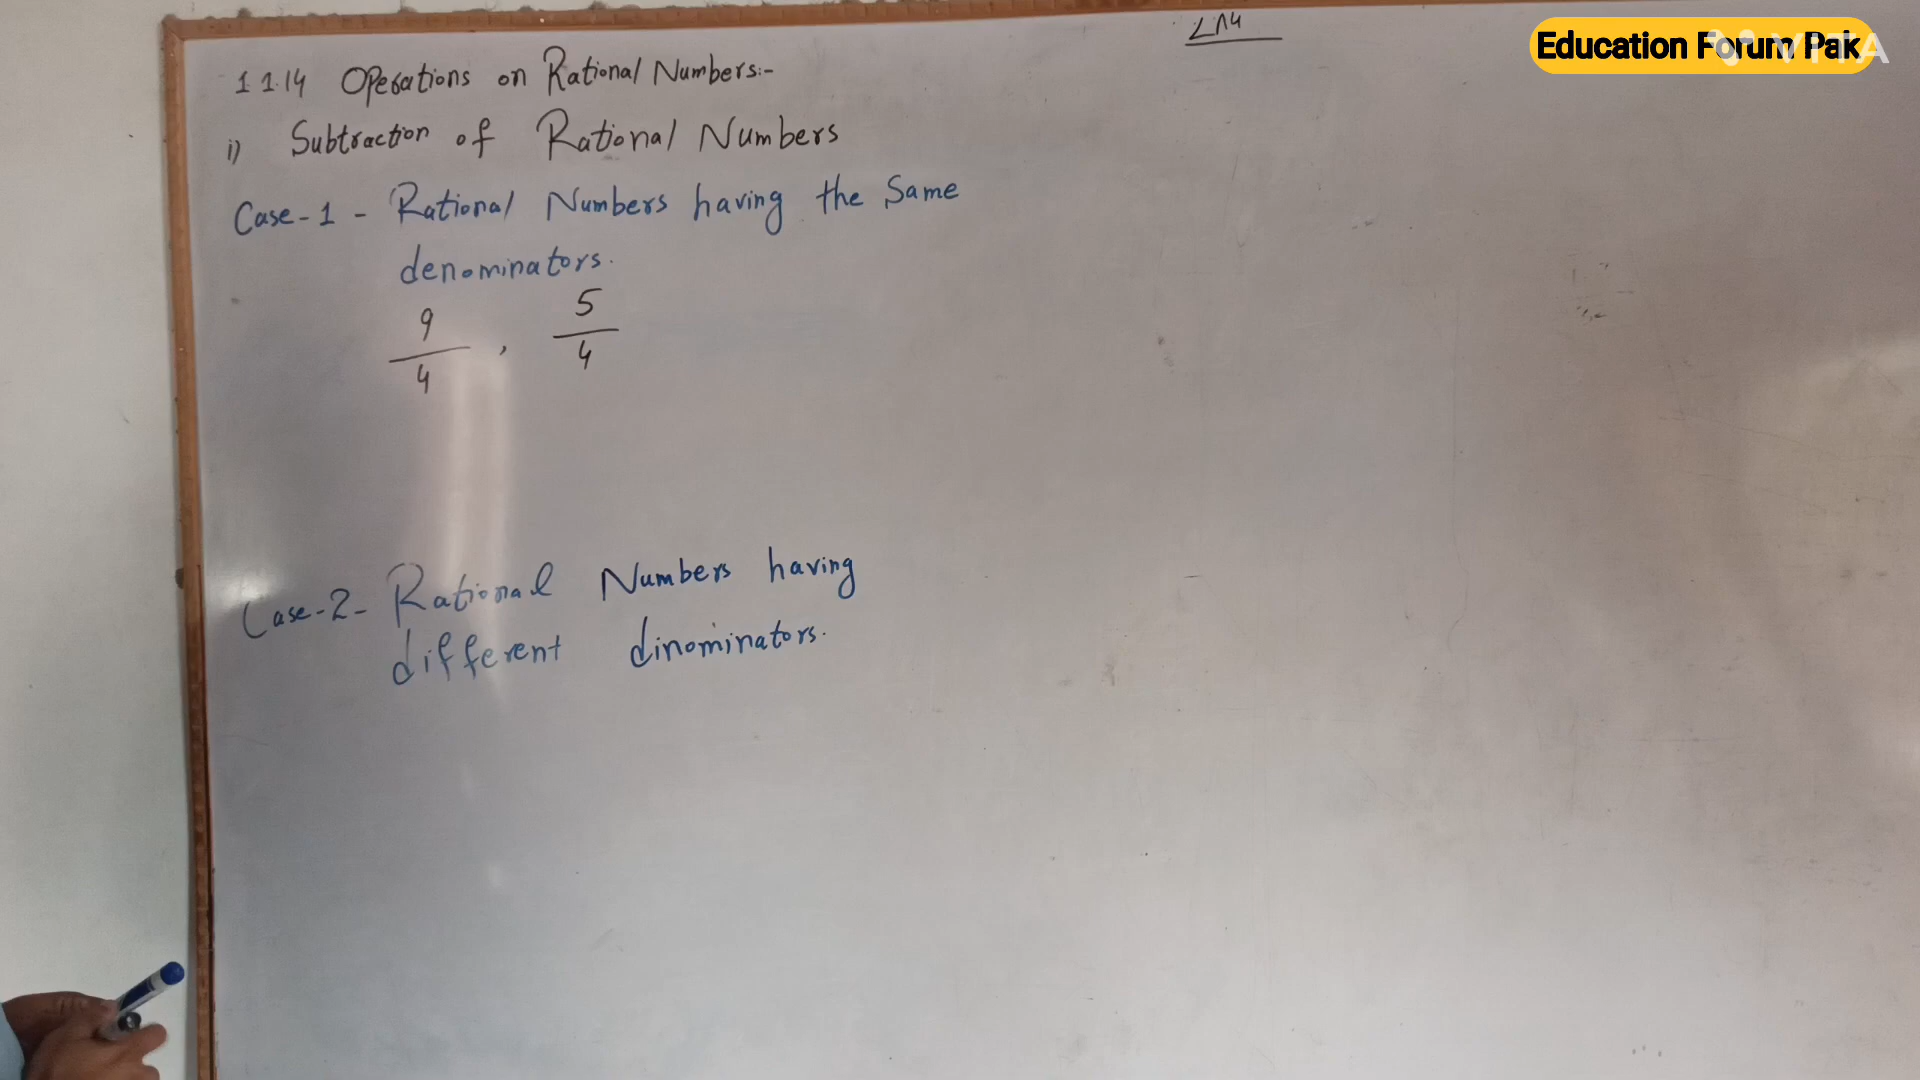 1.1.14 Operations on Rational Numbers:-
i) Subtraction of Rational Numbers
Case-1 - Rational Numbers having the Same
denominators.
9/4 , 5/4
Case-2- Rational Numbers having
different dinominators.
Education Forum Pak
VITA